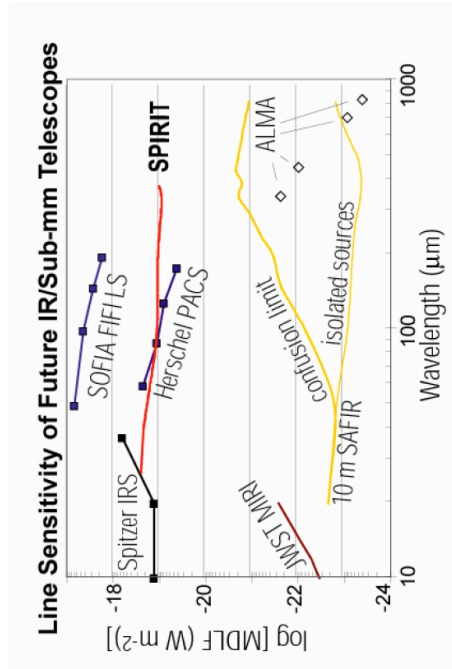 Line Sensitivity of Future IR/Sub-mm Telescopes
log [MDLF (W m⁻²)]
-18
-20
-22
-24
SOFIA FIFI LS
Spitzer IRS
SPIRIT
Herschel PACS
ALMA
confusion limit
JWST MIRI
isolated sources
10 m SAFIR
10
100
1000
Wavelength (μm)